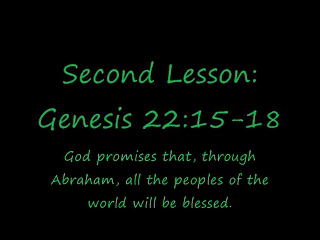 Second Lesson:
Genesis 22:15-18
God promises that, through
Abraham, all the peoples of the
world will be blessed.